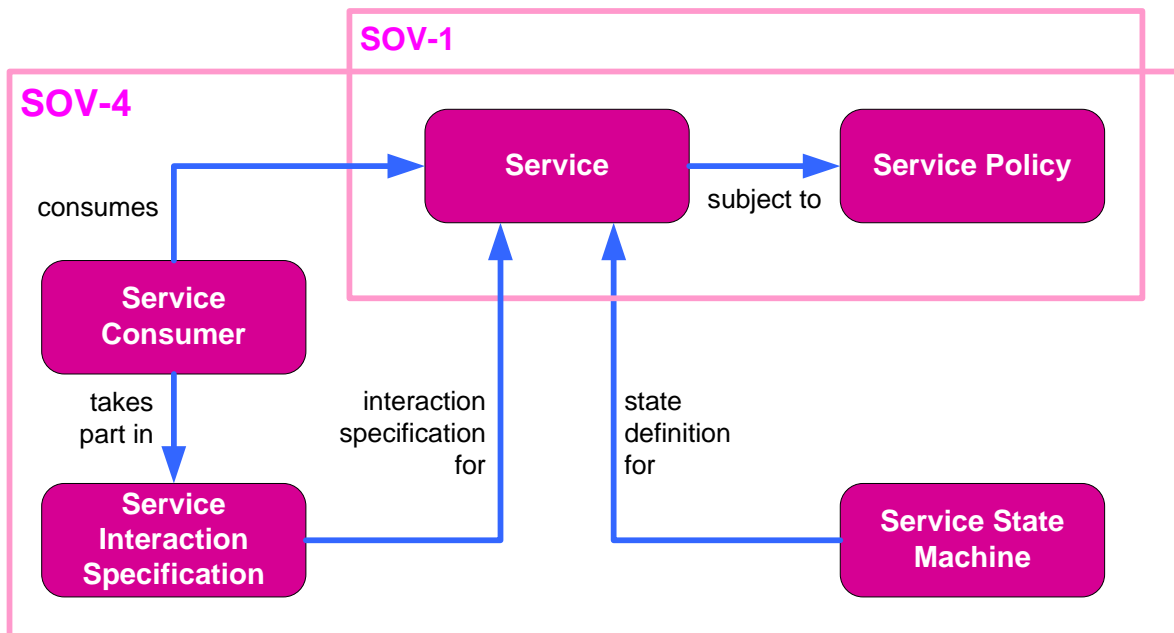 SOV-1
SOV-4
Service
Service Policy
subject to
consumes
Service
Consumer
takes
part in
interaction
specification
for
state
definition
for
Service
Interaction
Specification
Service State
Machine